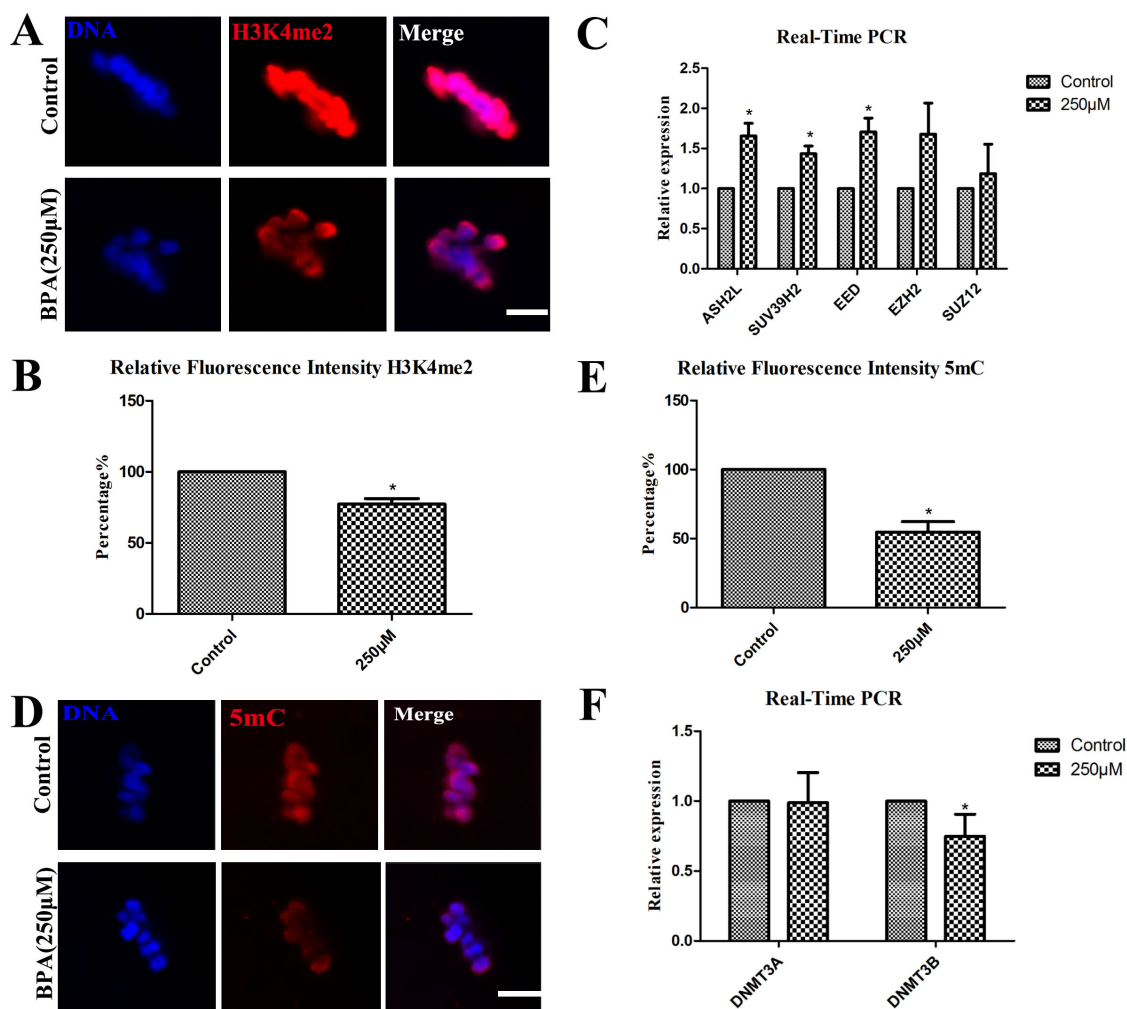 A
DNA
H3K4me2
Merge
Control
BPA(250μM)
C
Real-Time PCR
Relative expression
2.5
2.0
1.5
1.0
0.5
0.0
ASH2L
SUV39H2
EED
EZH2
SUZ12
*
*
*
Control
250μM
B
Relative Fluorescence Intensity H3K4me2
Percentage%
150
100
50
0
*
Control
250μM
E
Relative Fluorescence Intensity 5mC
Percentage%
150
100
50
0
*
Control
250μM
D
DNA
5mC
Merge
Control
BPA(250μM)
F
Real-Time PCR
Relative expression
1.5
1.0
0.5
0.0
*
DNMT3A
DNMT3B
Control
250μM